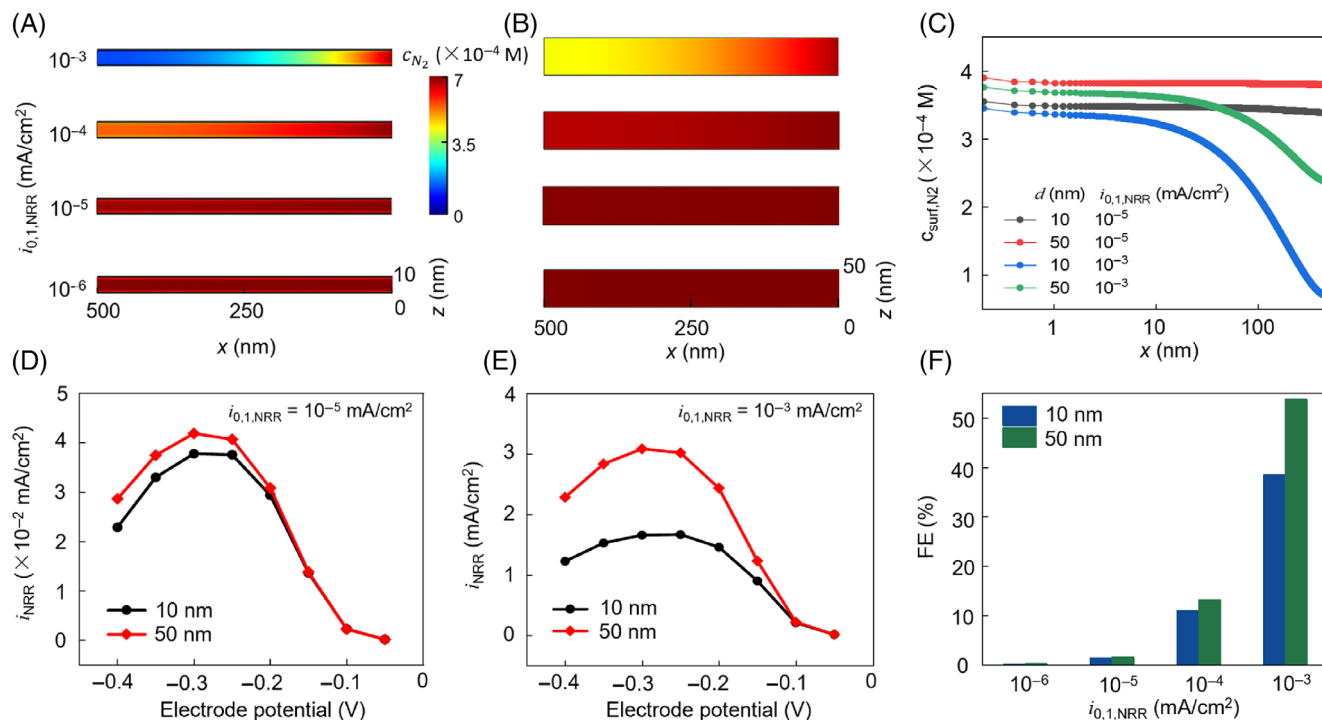 (A)
c_N₂ (×10⁻⁴ M)
7
3.5
0
i₀,₁,NRR (mA/cm²)
10⁻³
10⁻⁴
10⁻⁵
10⁻⁶
10
0
z (nm)
500
250
0
x (nm)
(B)
50
0
z (nm)
500
250
0
x (nm)
(C)
c_surf,N2 (×10⁻⁴ M)
4
3
2
1
d (nm) i₀,₁,NRR (mA/cm²)
10 10⁻⁵
50 10⁻⁵
10 10⁻³
50 10⁻³
1 10 100
x (nm)
(D)
i₀,₁,NRR = 10⁻⁵ mA/cm²
i_NRR (×10⁻² mA/cm²)
5
4
3
2
1
0
10 nm
50 nm
−0.4 −0.3 −0.2 −0.1 0
Electrode potential (V)
(E)
i₀,₁,NRR = 10⁻³ mA/cm²
i_NRR (mA/cm²)
4
3
2
1
0
10 nm
50 nm
−0.4 −0.3 −0.2 −0.1 0
Electrode potential (V)
(F)
10 nm
50 nm
FE (%)
50
40
30
20
10
0
10⁻⁶ 10⁻⁵ 10⁻⁴ 10⁻³
i₀,₁,NRR (mA/cm²)